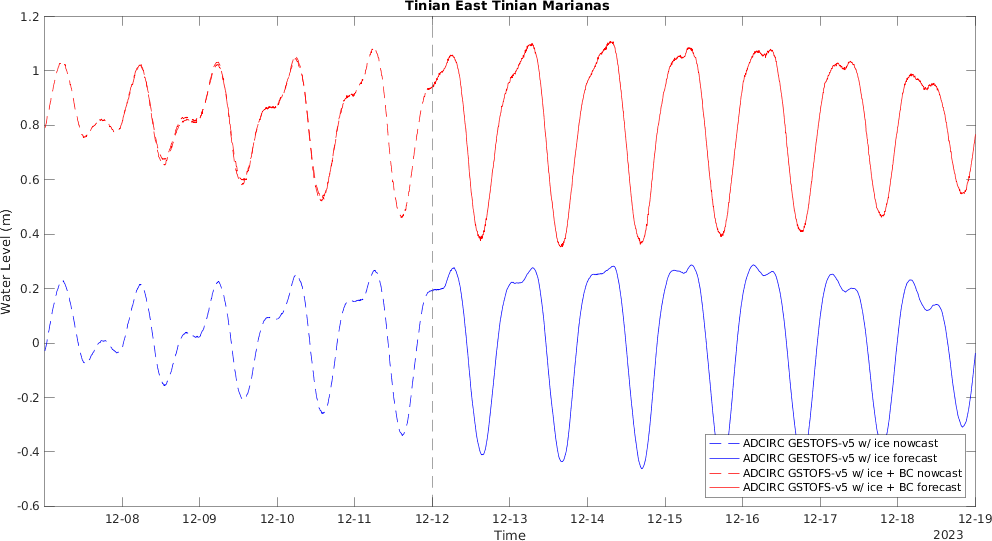 Tinian East Tinian Marianas
1.2
1
0.8
0.6
0.4
0.2
0
-0.2
-0.4
-0.6
Water Level (m)
ADCIRC GESTOFS-v5 w/ ice nowcast
ADCIRC GESTOFS-v5 w/ ice forecast
ADCIRC GSTOFS-v5 w/ ice + BC nowcast
ADCIRC GSTOFS-v5 w/ ice + BC forecast
12-08 12-09 12-10 12-11 12-12 12-13 12-14 12-15 12-16 12-17 12-18 12-19
Time
2023